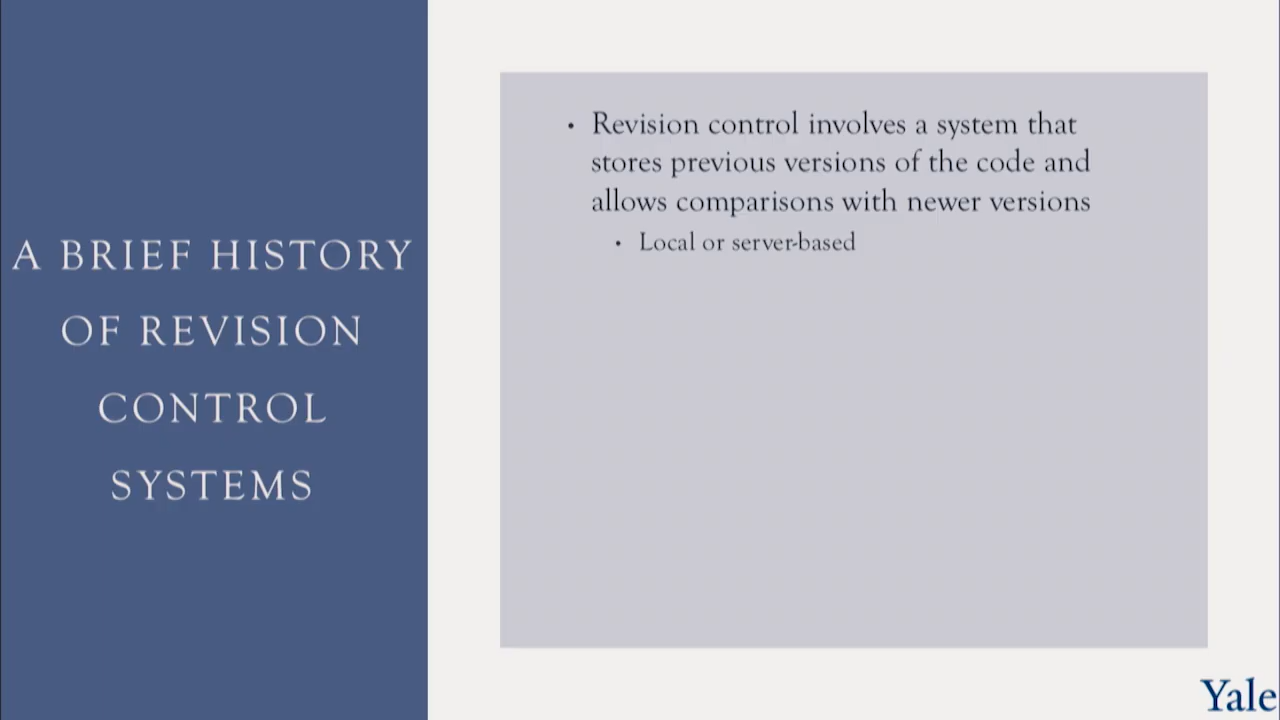 A BRIEF HISTORY
OF REVISION
CONTROL
SYSTEMS
• Revision control involves a system that
stores previous versions of the code and
allows comparisons with newer versions
• Local or server-based
Yale